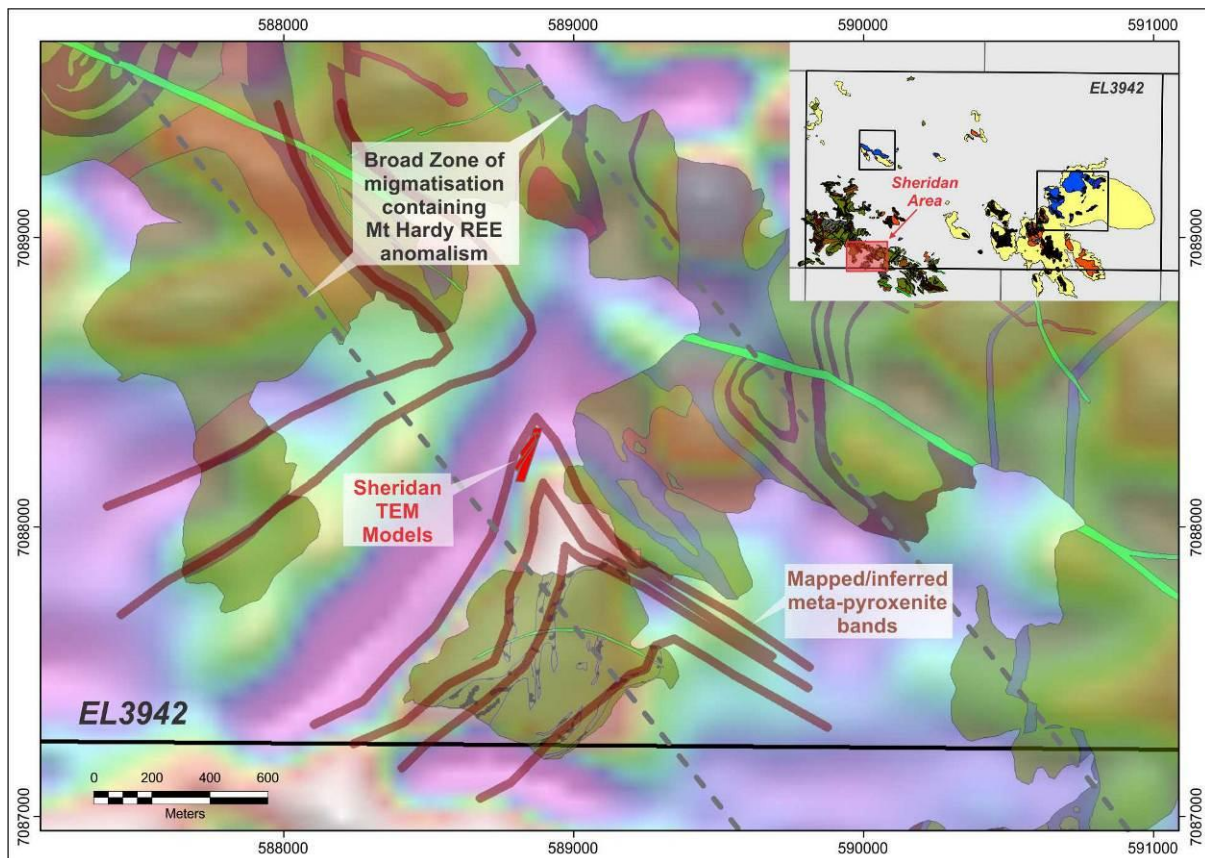 588000
589000
590000
591000
EL3942
Sheridan
Area
7089000
7089000
Broad Zone of
migmatisation
containing
Mt Hardy REE
anomalism
Sheridan
TEM
Models
7088000
7088000
Mapped/inferred
meta-pyroxenite
bands
EL3942
0 200 400 600
Meters
7087000
7087000
588000
589000
590000
591000